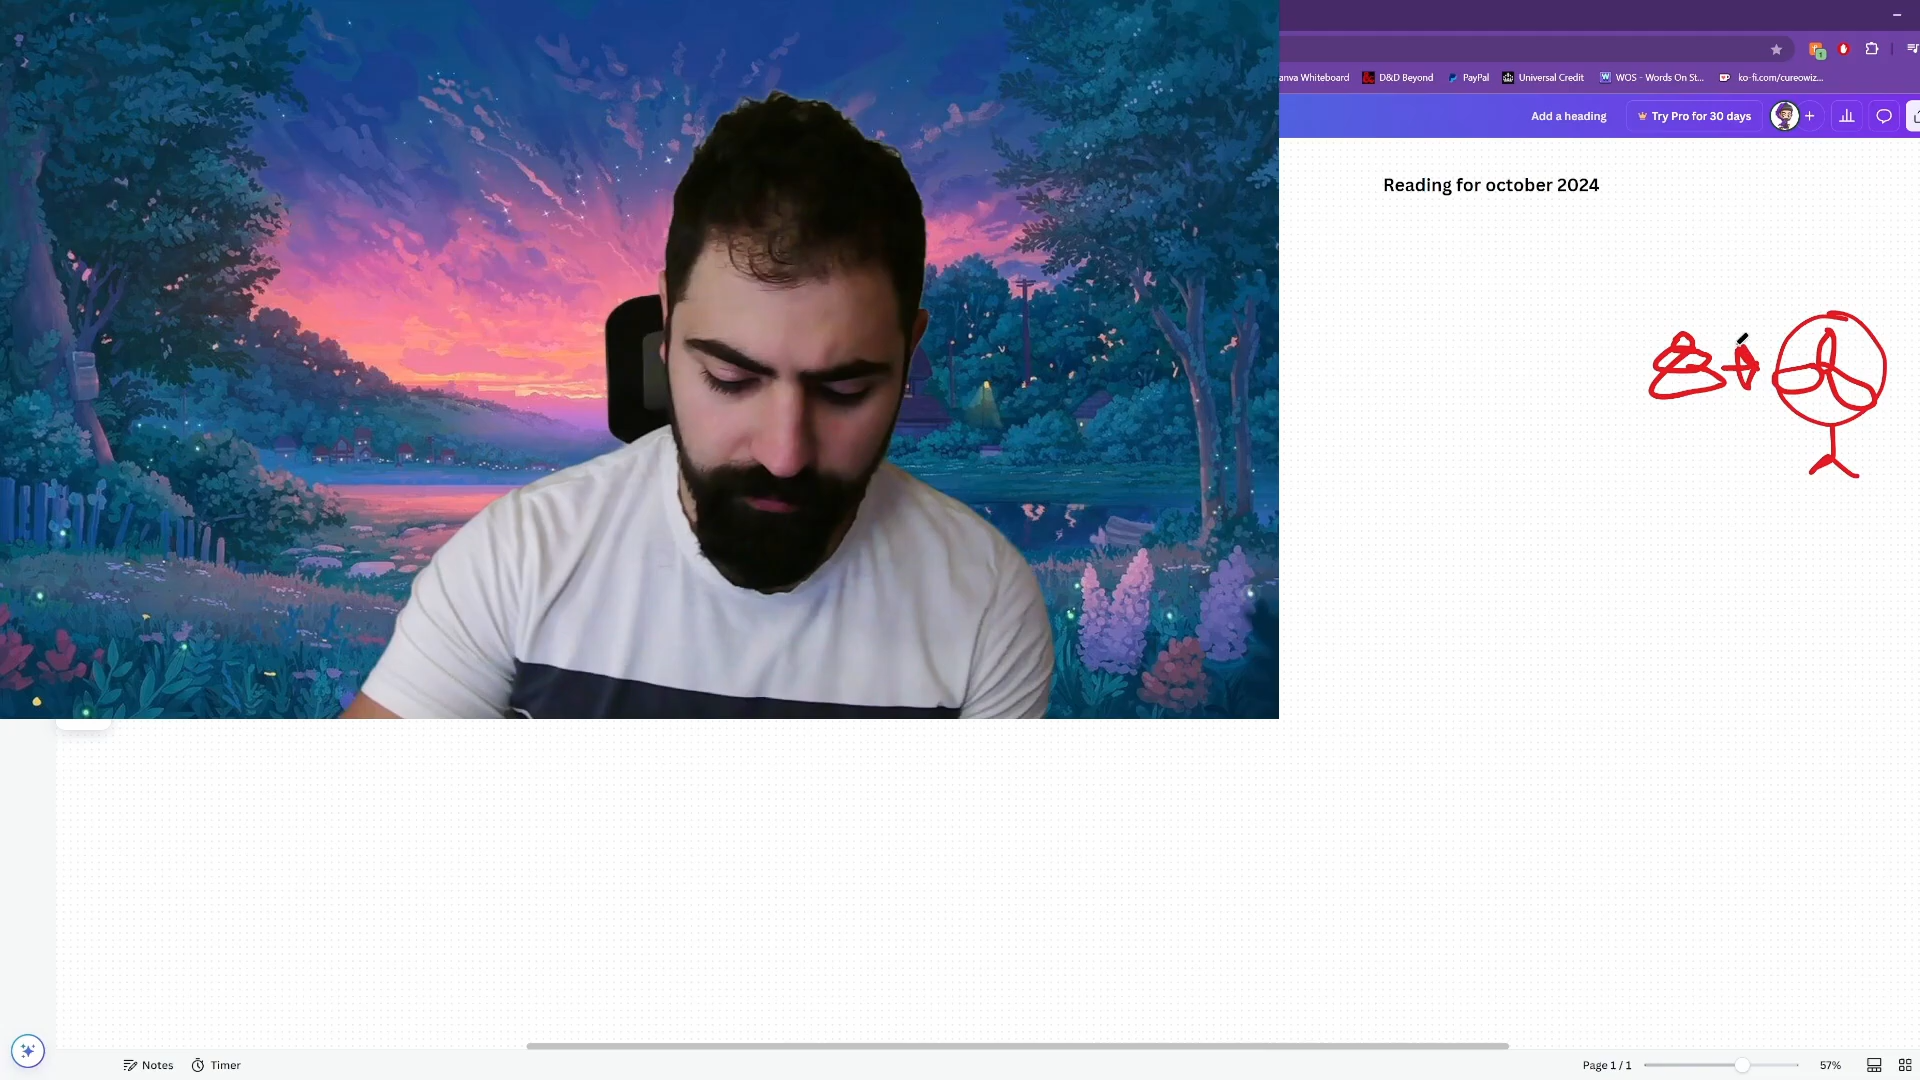 anva Whiteboard D&D Beyond PayPal Universal Credit WOS - Words On St... ko-fi.com/cureowiz...
Add a heading Try Pro for 30 days
Reading for october 2024
Notes Timer Page 1 / 1 57%